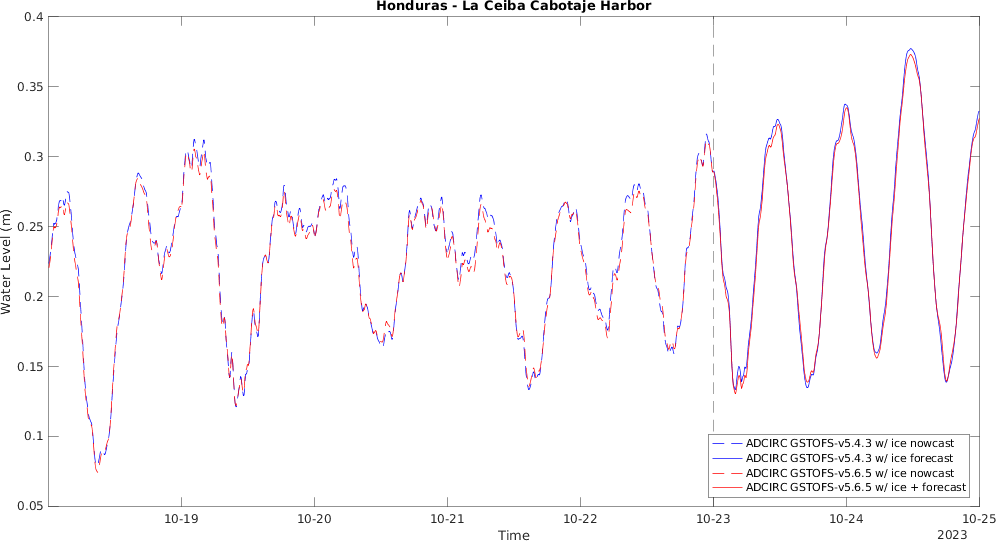 Honduras - La Ceiba Cabotaje Harbor
0.4
0.35
0.3
0.25
0.2
0.15
0.1
0.05
Water Level (m)
ADCIRC GSTOFS-v5.4.3 w/ ice nowcast
ADCIRC GSTOFS-v5.4.3 w/ ice forecast
ADCIRC GSTOFS-v5.6.5 w/ ice nowcast
ADCIRC GSTOFS-v5.6.5 w/ ice + forecast
10-19 10-20 10-21 10-22 10-23 10-24 10-25
Time
2023